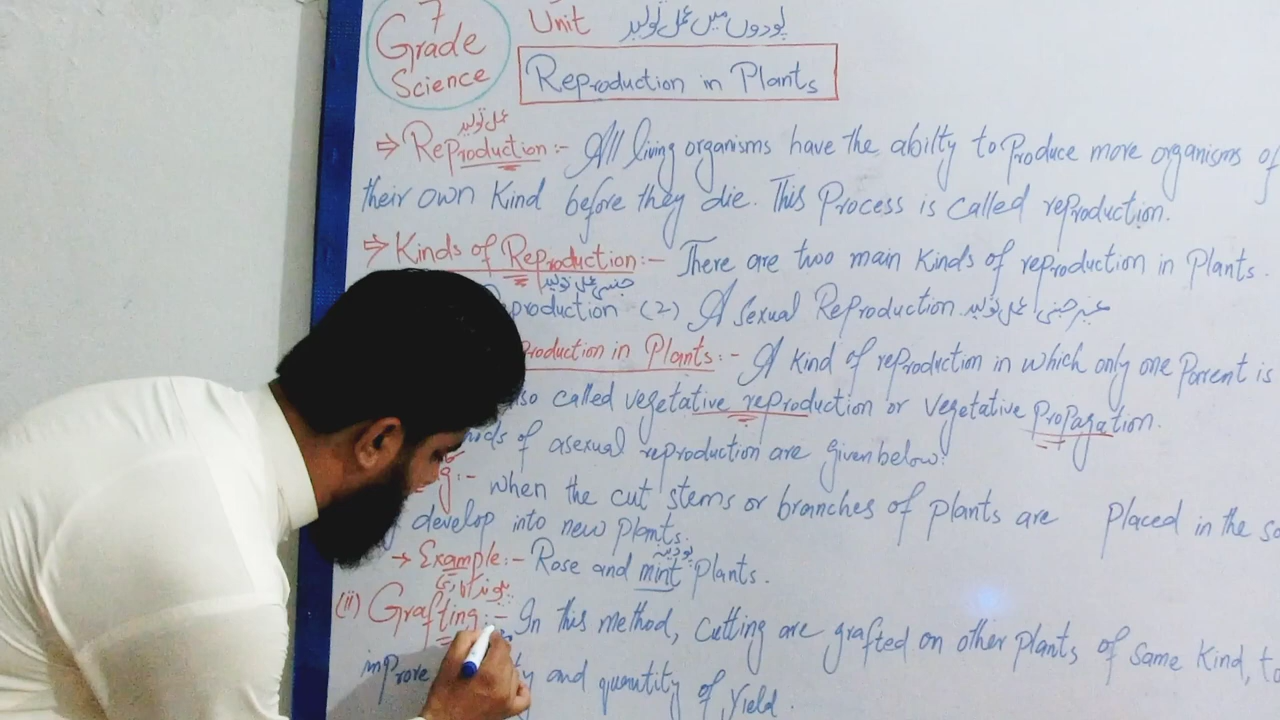 7
Grade
Science
Unit پودوں میں عمل تولید
Reproduction in Plants
عمل تولید
⇒ Reproduction:- All living organisms have the abilty to Produce more organisms of
their own Kind before they die. This Process is called reproduction.
⇒ Kinds of Reproduction:- There are two main Kinds of reproduction in Plants.
جنسی عمل تولید
production (2) A sexual Reproduction غیر جنسی عمل تولید
production in Plants:- A Kind of reproduction in which only one Parent is
so called vegetative reproduction or vegetative Propagation.
of asexual reproduction are given below:
g:- when the cut stems or branches of plants are Placed in the so
develop into new Plants.
پودینہ
→ Example:- Rose and mint Plants.
(ii) Grafting:- In this method, Cutting are grafted on other Plants of Same Kind, to
improve ty and quantity of yield.